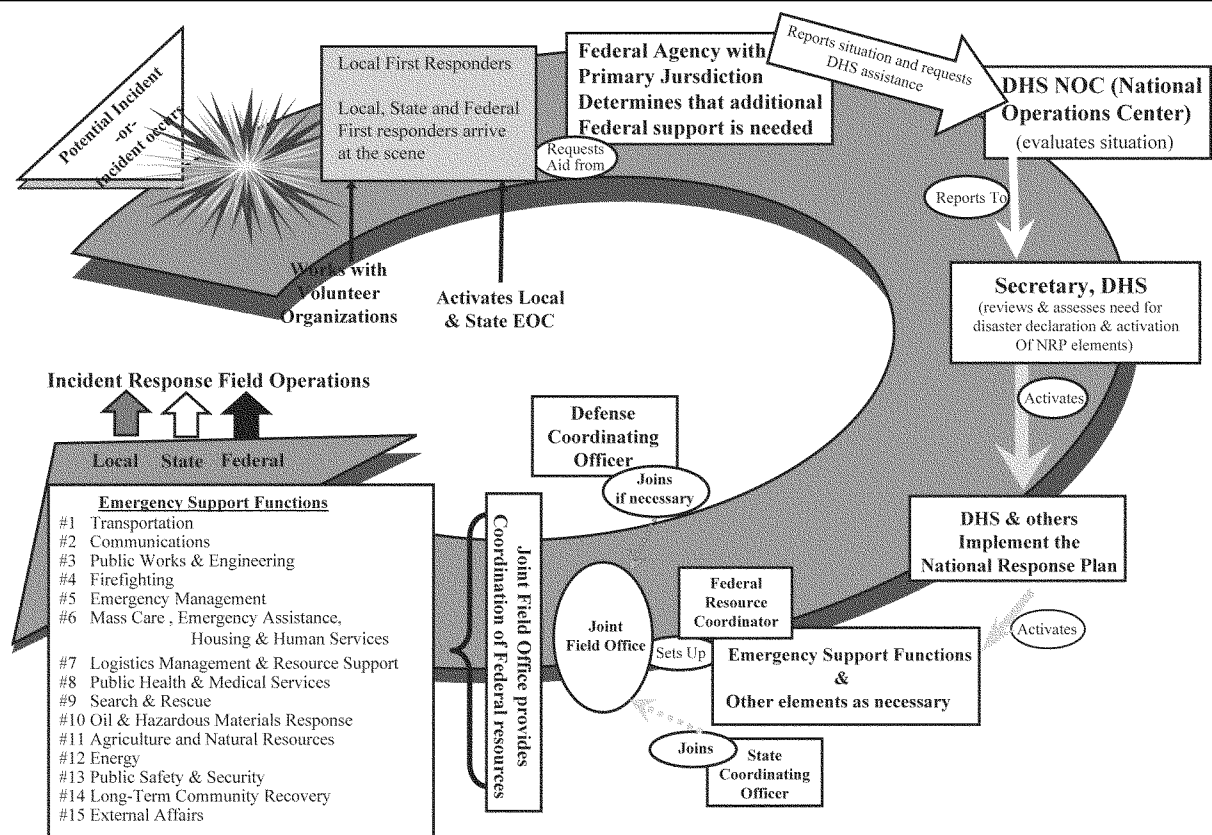 Potential Incident
-or-
Incident occurs
Local First Responders
Local, State and Federal
First responders arrive
at the scene
Federal Agency with
Primary Jursdiction
Determines that additional
Federal support is needed
Requests
Aid from
Reports situation and requests
DHS assistance
DHS NOC (National
Operations Center)
(evaluates situation)
Reports To
Works with
Volunteer
Organizations
Activates Local
& State EOC
Secretary, DHS
(reviews & assesses need for
disaster declaration & activation
Of NRP elements)
Activates
DHS & others
Implement the
National Response Plan
Activates
Emergency Support Functions
&
Other elements as necessary
Federal
Resource
Coordinator
Sets Up
Joint
Field Office
Defense
Coordinating
Officer
Joins
if necessary
Joins
State
Coordinating
Officer
Joint Field Office provides
Coordination of Federal resources
Incident Response Field Operations
Local State Federal
Emergency Support Functions
#1 Transportation
#2 Communications
#3 Public Works & Engineering
#4 Firefighting
#5 Emergency Management
#6 Mass Care , Emergency Assistance,
Housing & Human Services
#7 Logistics Management & Resource Support
#8 Public Health & Medical Services
#9 Search & Rescue
#10 Oil & Hazardous Materials Response
#11 Agriculture and Natural Resources
#12 Energy
#13 Public Safety & Security
#14 Long-Term Community Recovery
#15 External Affairs